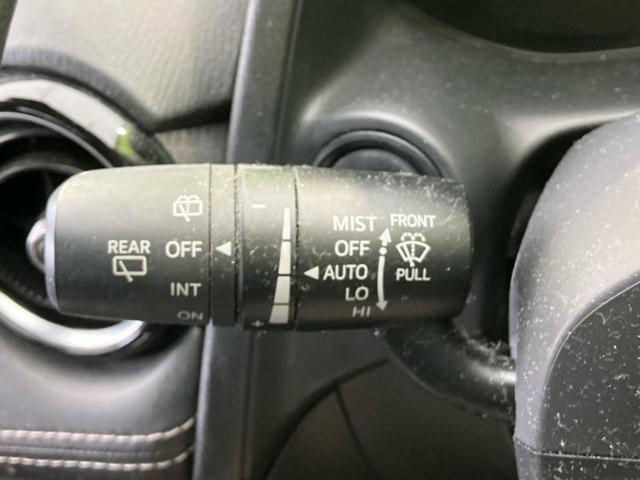 REAR
OFF
INT
ON
−
+
MIST
OFF
AUTO
LO
HI
FRONT
PULL